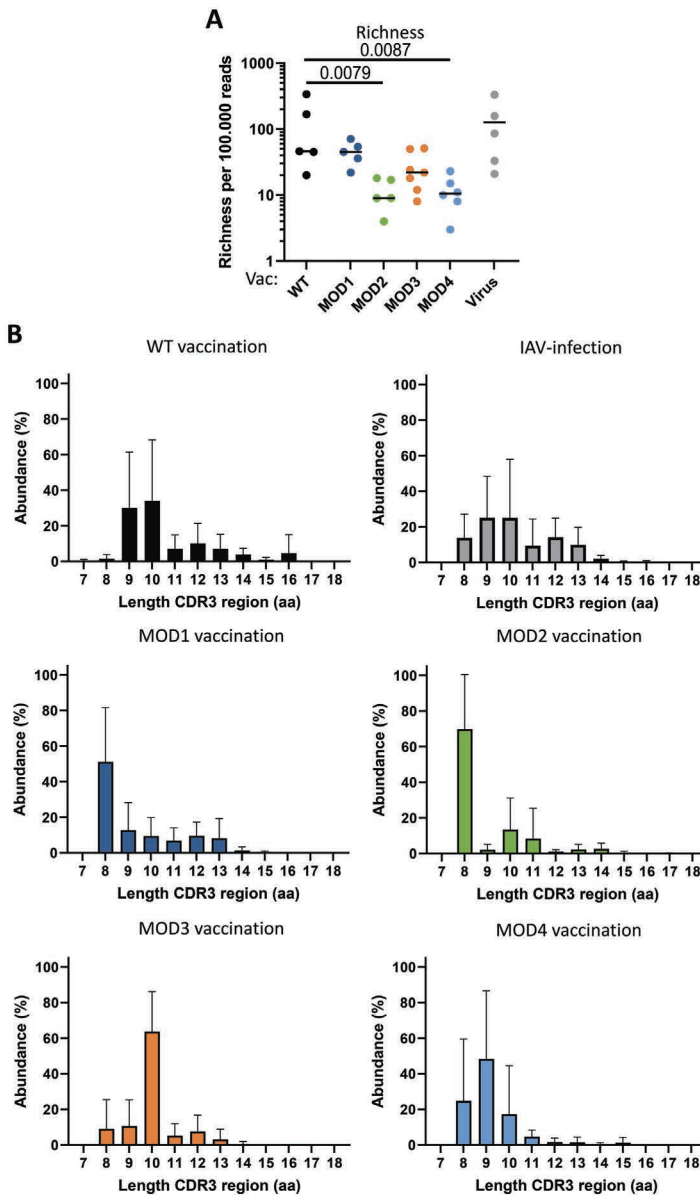 A
Richness
0.0087
0.0079
Richness per 100.000 reads
1000
100
10
1
Vac:
WT MOD1 MOD2 MOD3 MOD4 Virus
B
WT vaccination
Abundance (%)
100
80
60
40
20
0
7 8 9 10 11 12 13 14 15 16 17 18
Length CDR3 region (aa)
IAV-infection
Abundance (%)
100
80
60
40
20
0
7 8 9 10 11 12 13 14 15 16 17 18
Length CDR3 region (aa)
MOD1 vaccination
Abundance (%)
100
80
60
40
20
0
7 8 9 10 11 12 13 14 15 16 17 18
Length CDR3 region (aa)
MOD2 vaccination
Abundance (%)
100
80
60
40
20
0
7 8 9 10 11 12 13 14 15 16 17 18
Length CDR3 region (aa)
MOD3 vaccination
Abundance (%)
100
80
60
40
20
0
7 8 9 10 11 12 13 14 15 16 17 18
Length CDR3 region (aa)
MOD4 vaccination
Abundance (%)
100
80
60
40
20
0
7 8 9 10 11 12 13 14 15 16 17 18
Length CDR3 region (aa)